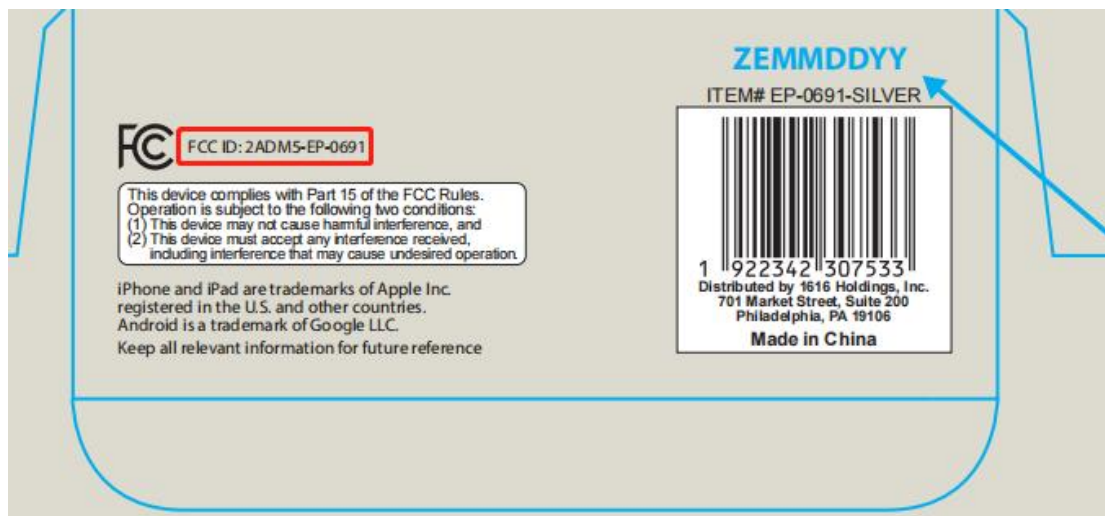 ZEMMDDYY
ITEM# EP-0691-SILVER
FC FCC ID: 2ADM5-EP-0691
This device complies with Part 15 of the FCC Rules.
Operation is subject to the following two conditions:
(1) This device may not cause harmful interference, and
(2) This device must accept any interference received,
including interference that may cause undesired operation.
iPhone and iPad are trademarks of Apple Inc.
registered in the U.S. and other countries.
Android is a trademark of Google LLC.
Keep all relevant information for future reference
1 922342 307533
Distributed by 1616 Holdings, Inc.
701 Market Street, Suite 200
Philadelphia, PA 19106
Made in China